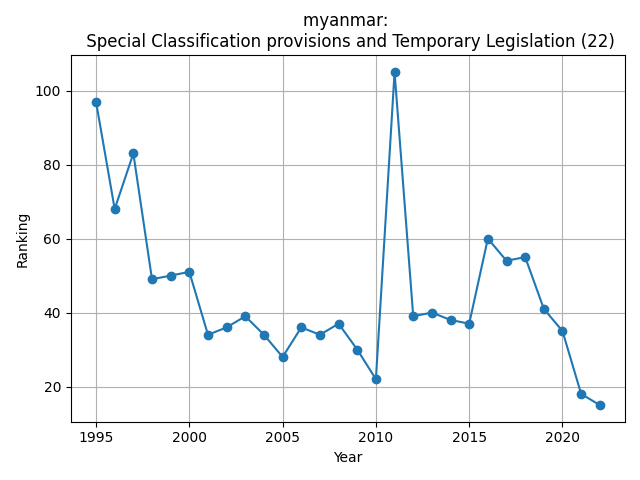 myanmar:
Special Classification provisions and Temporary Legislation (22)
100
80
60
40
20
Ranking
1995
2000
2005
2010
2015
2020
Year